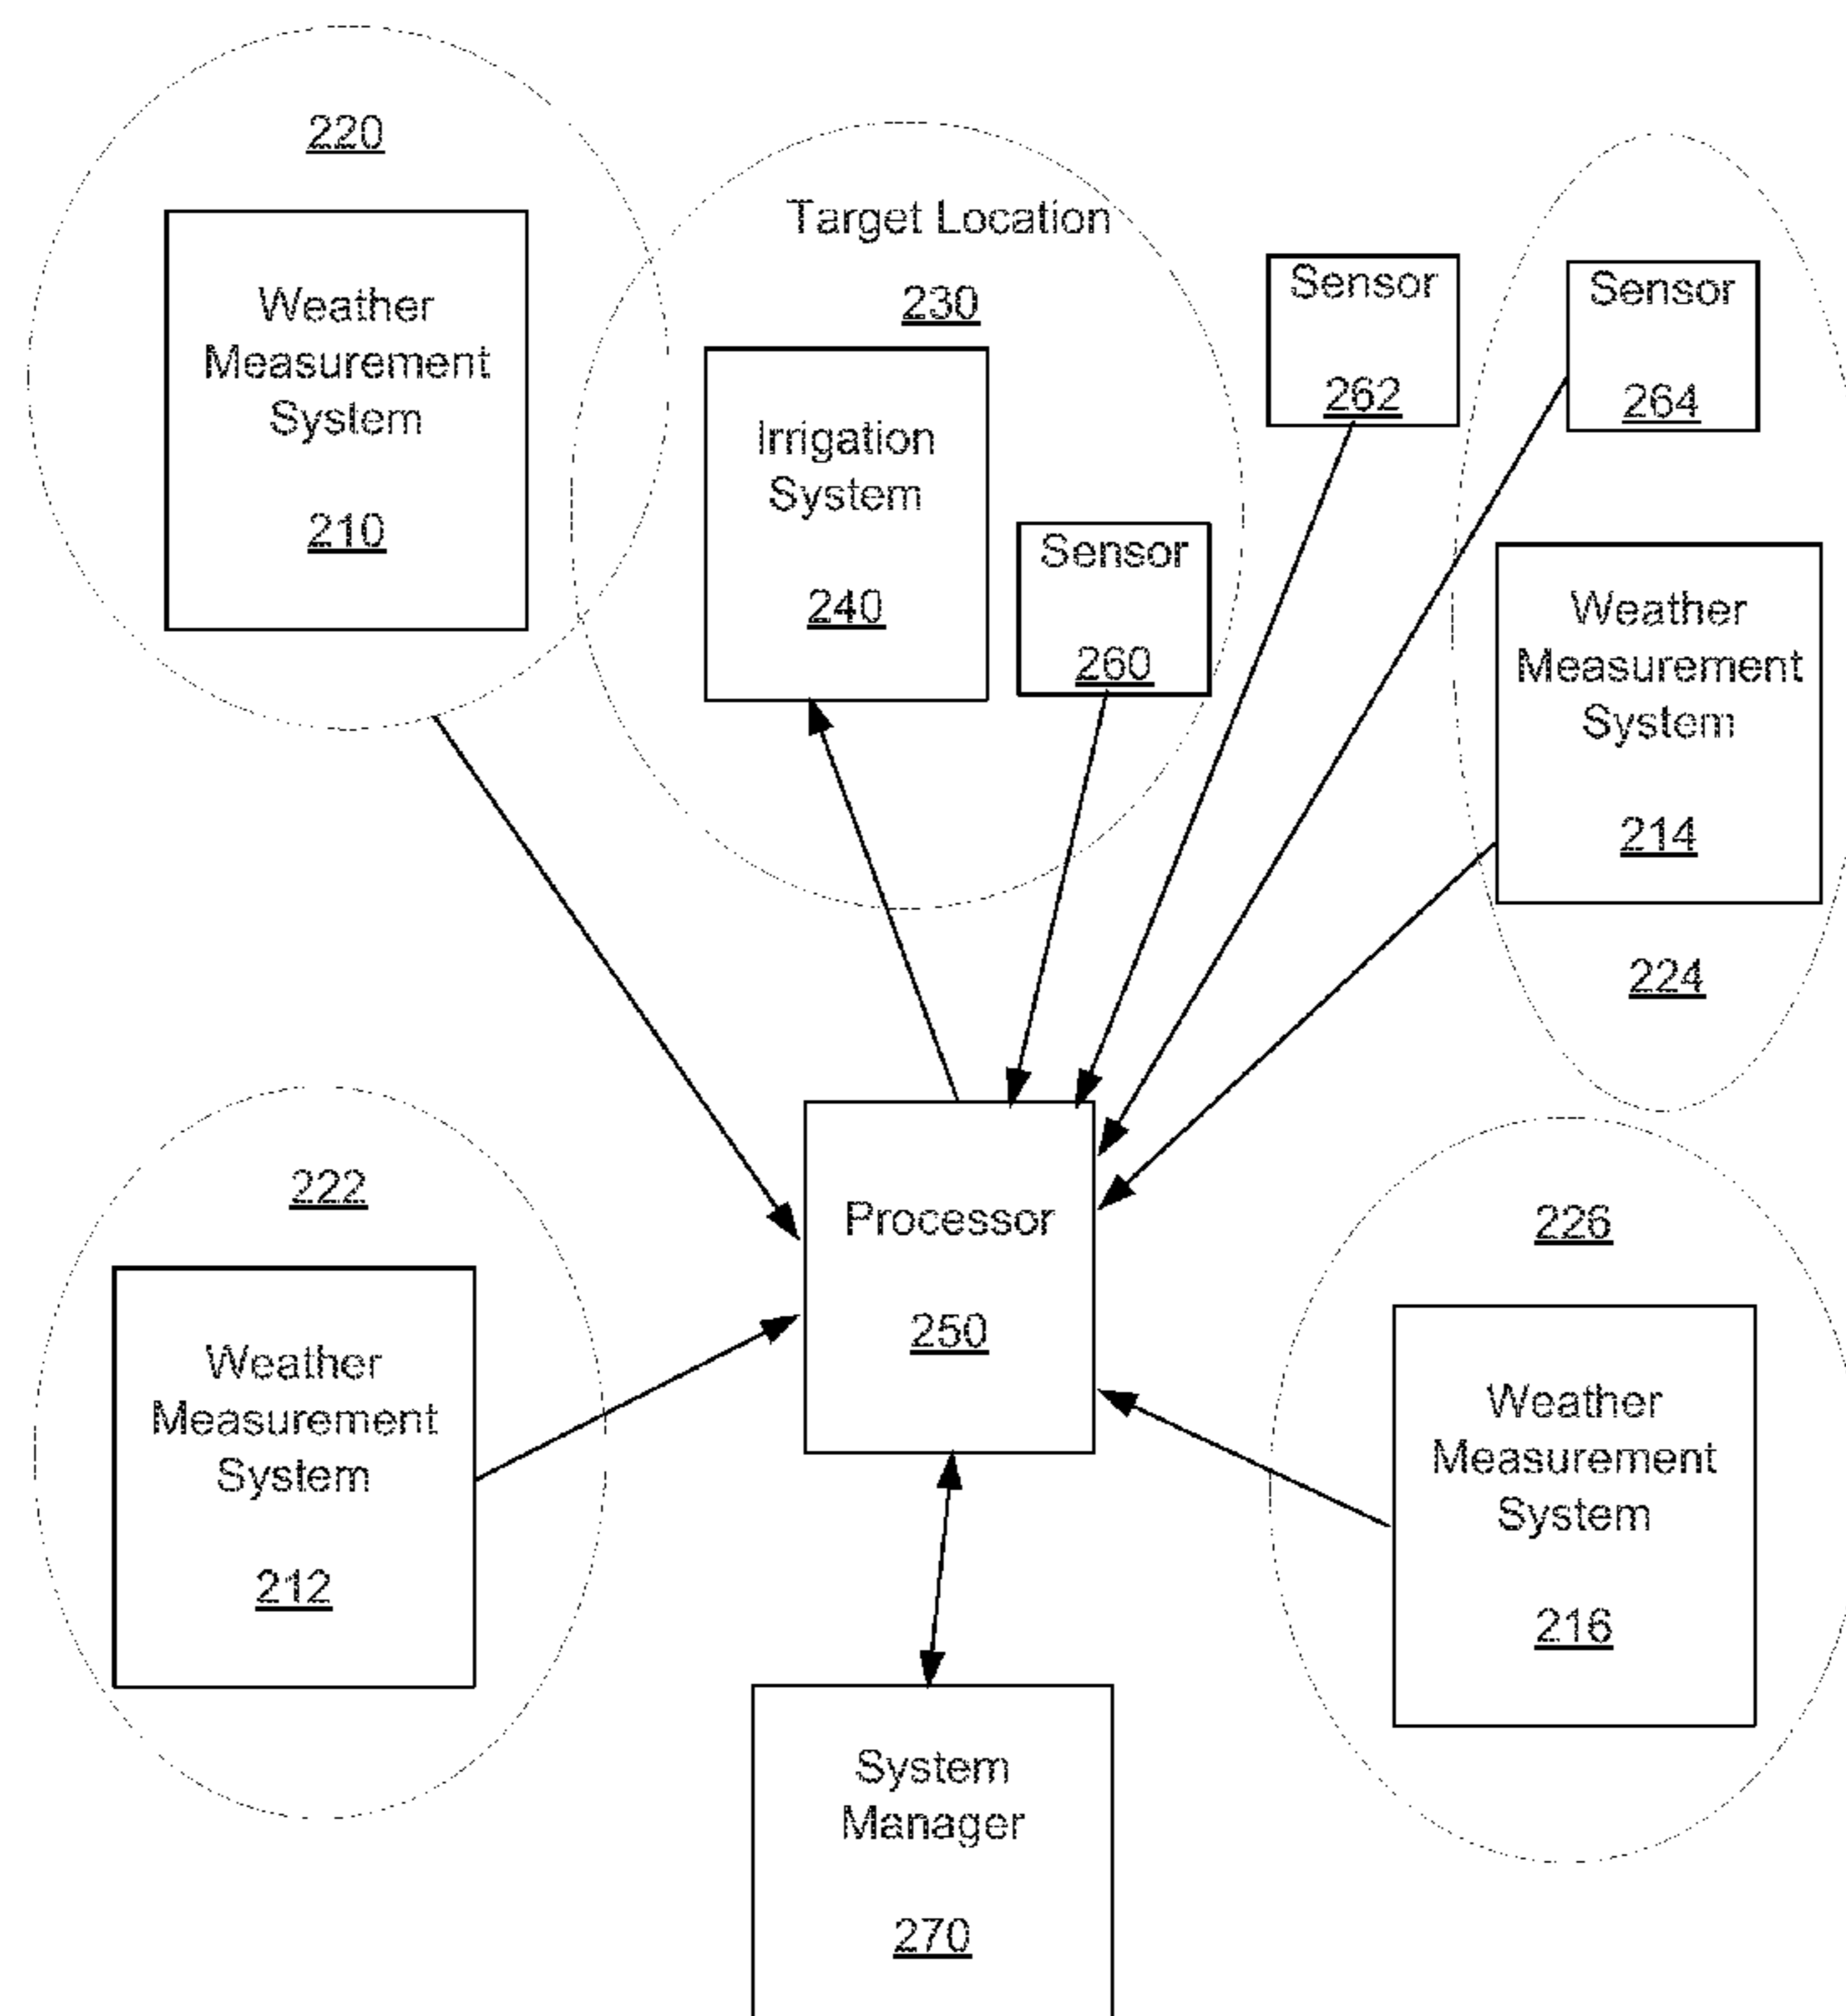 220
Weather
Measurement
System
210
Target Location
230
Irrigation
System
240
Sensor
260
Sensor
262
Sensor
264
Weather
Measurement
System
214
224
222
Weather
Measurement
System
212
Processor
250
226
Weather
Measurement
System
216
System
Manager
270